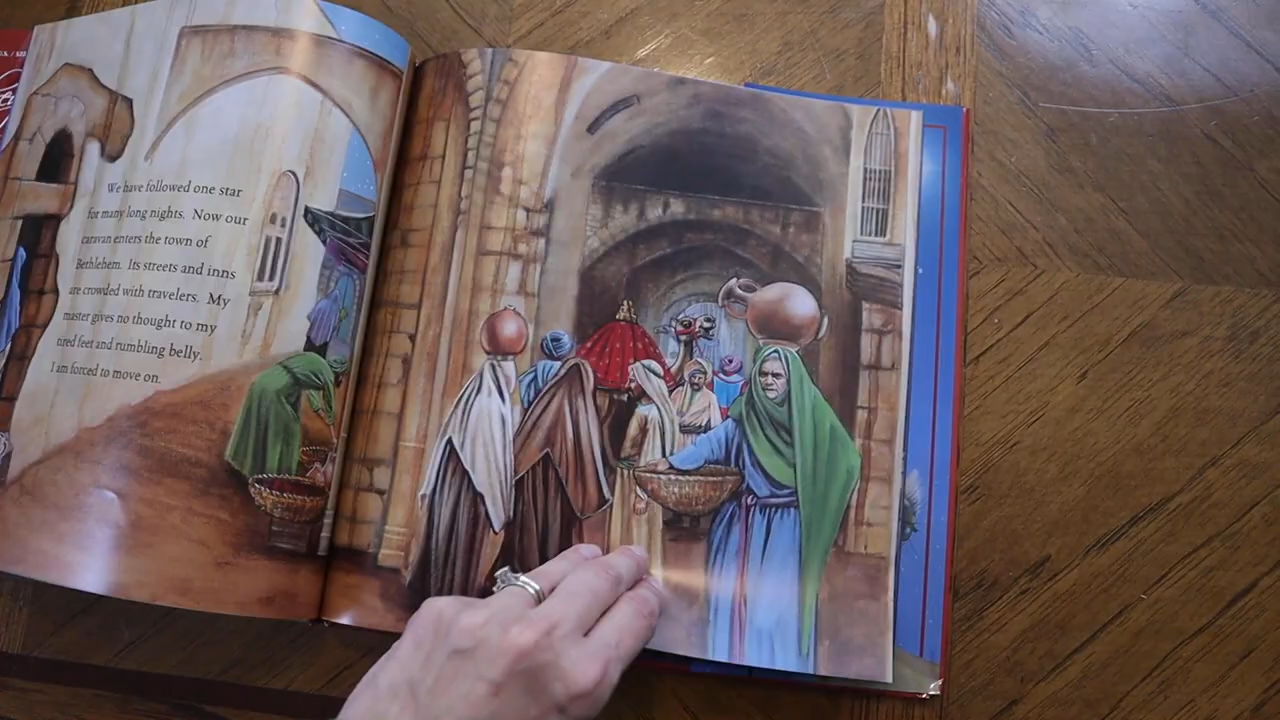 We have followed one star
for many long nights. Now our
caravan enters the town of
Bethlehem. Its streets and inns
are crowded with travelers. My
master gives no thought to my
tired feet and rumbling belly.
I am forced to move on.